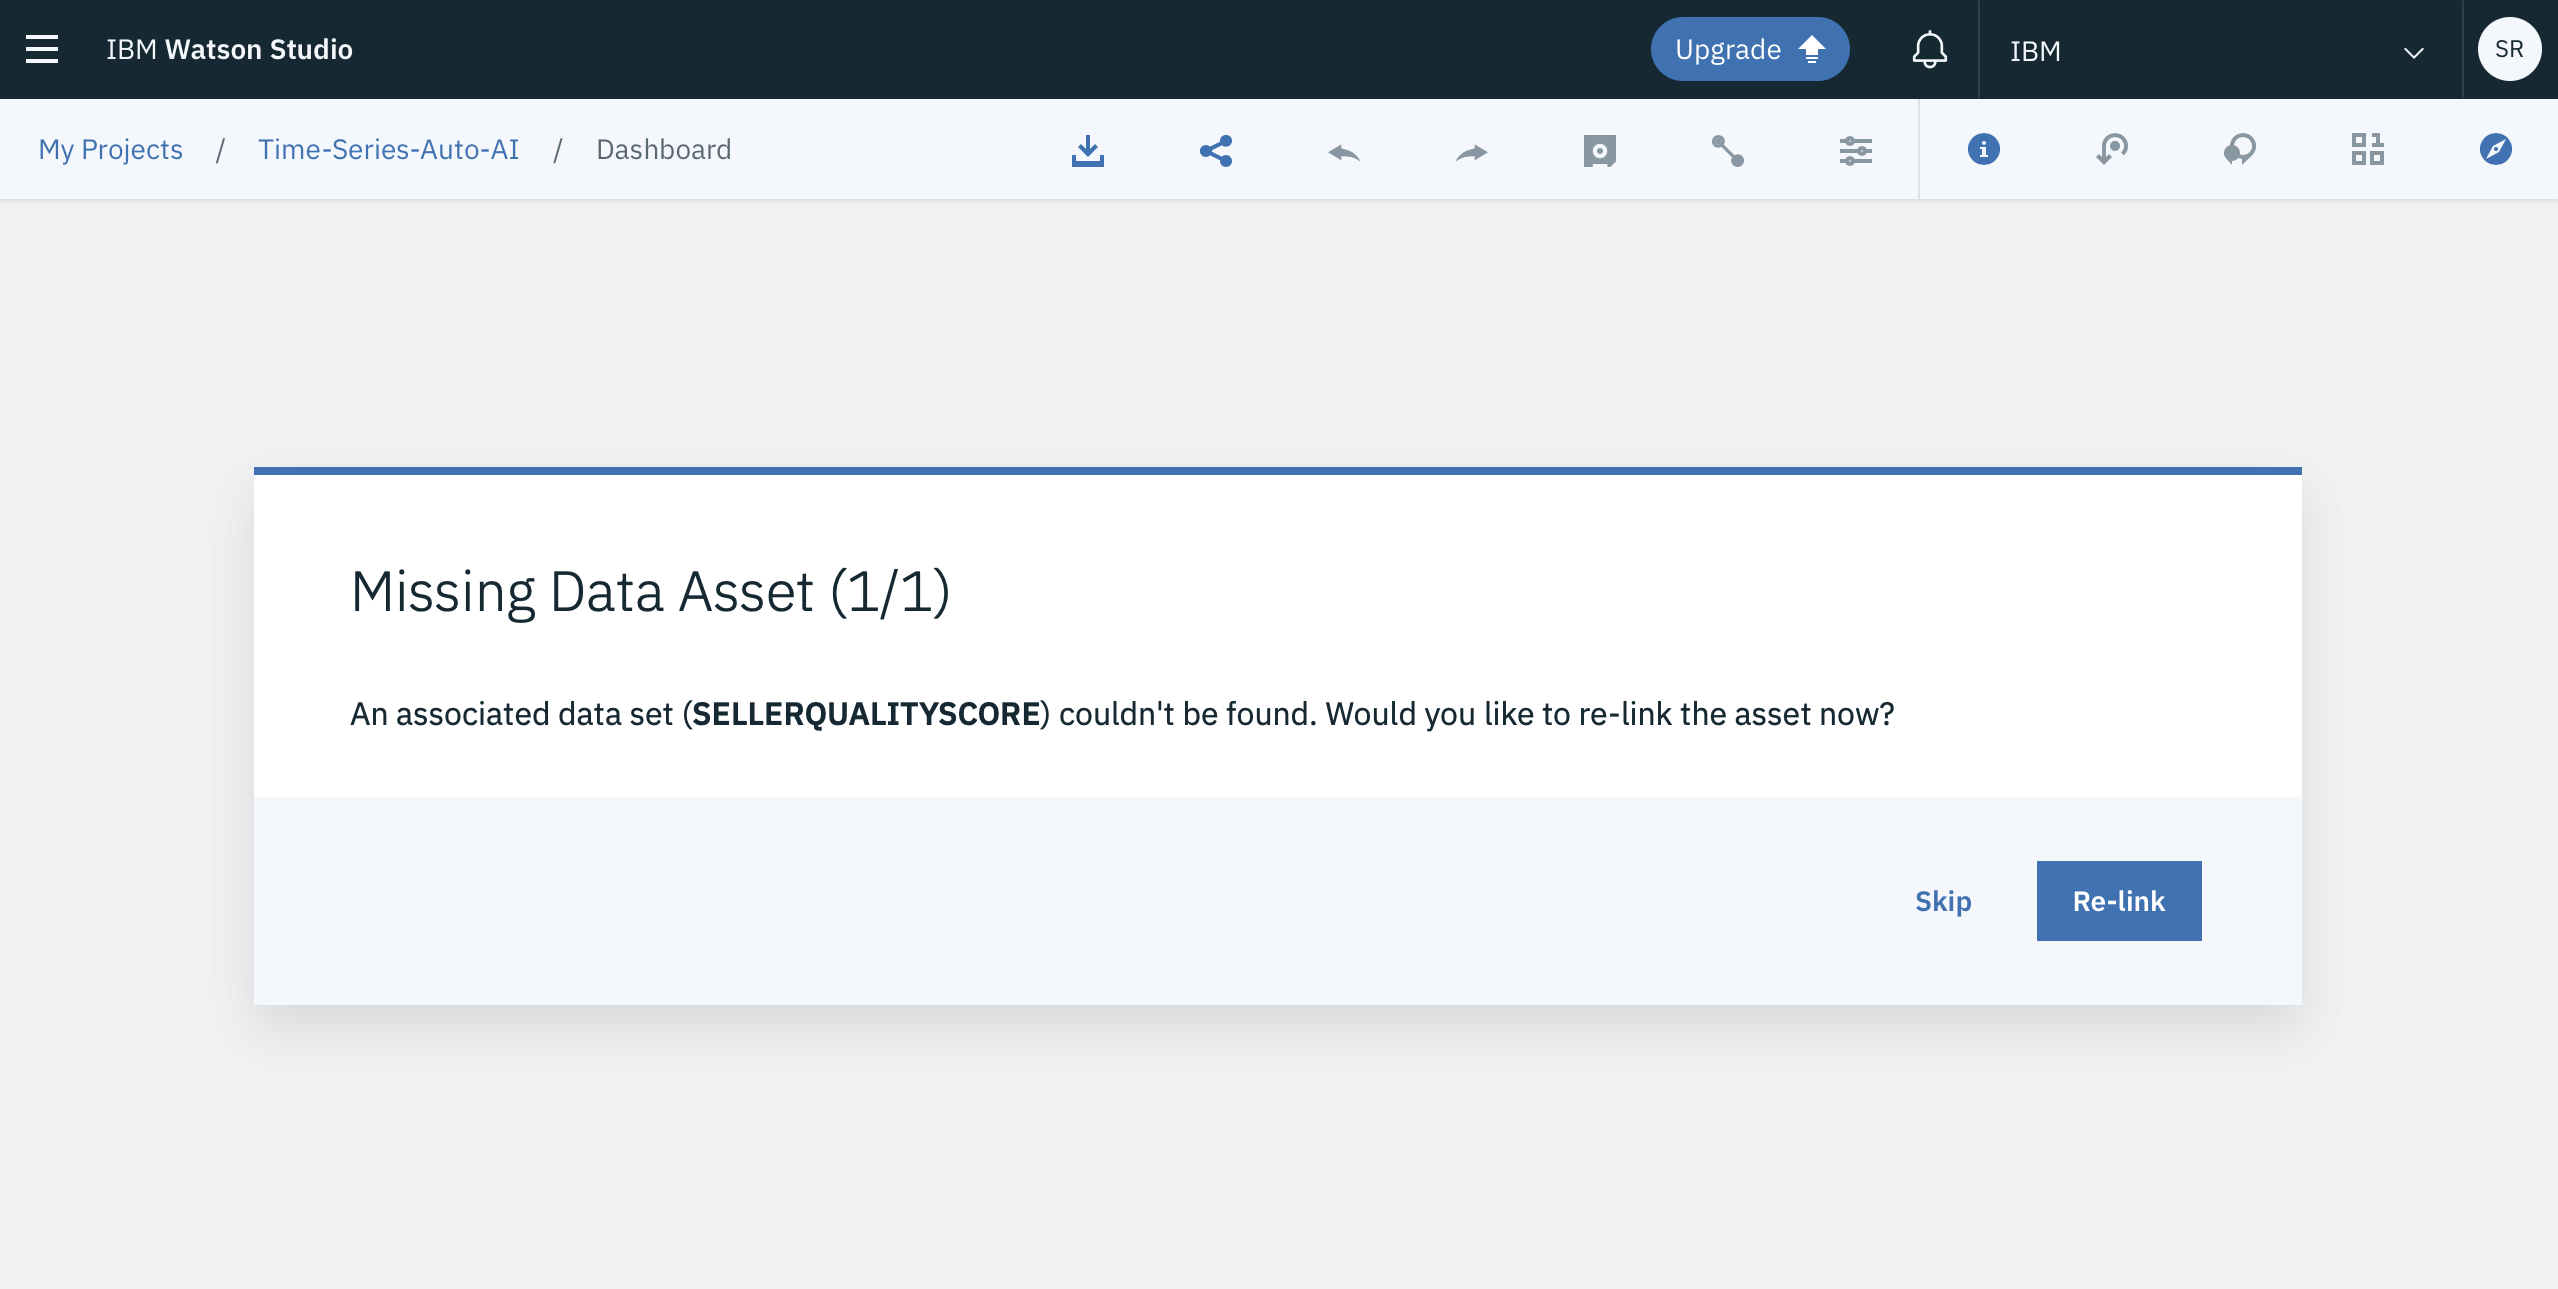 IBM Watson Studio
Upgrade
IBM
SR
My Projects / Time-Series-Auto-AI / Dashboard
Missing Data Asset (1/1)
An associated data set (SELLERQUALITYSCORE) couldn't be found. Would you like to re-link the asset now?
Skip
Re-link